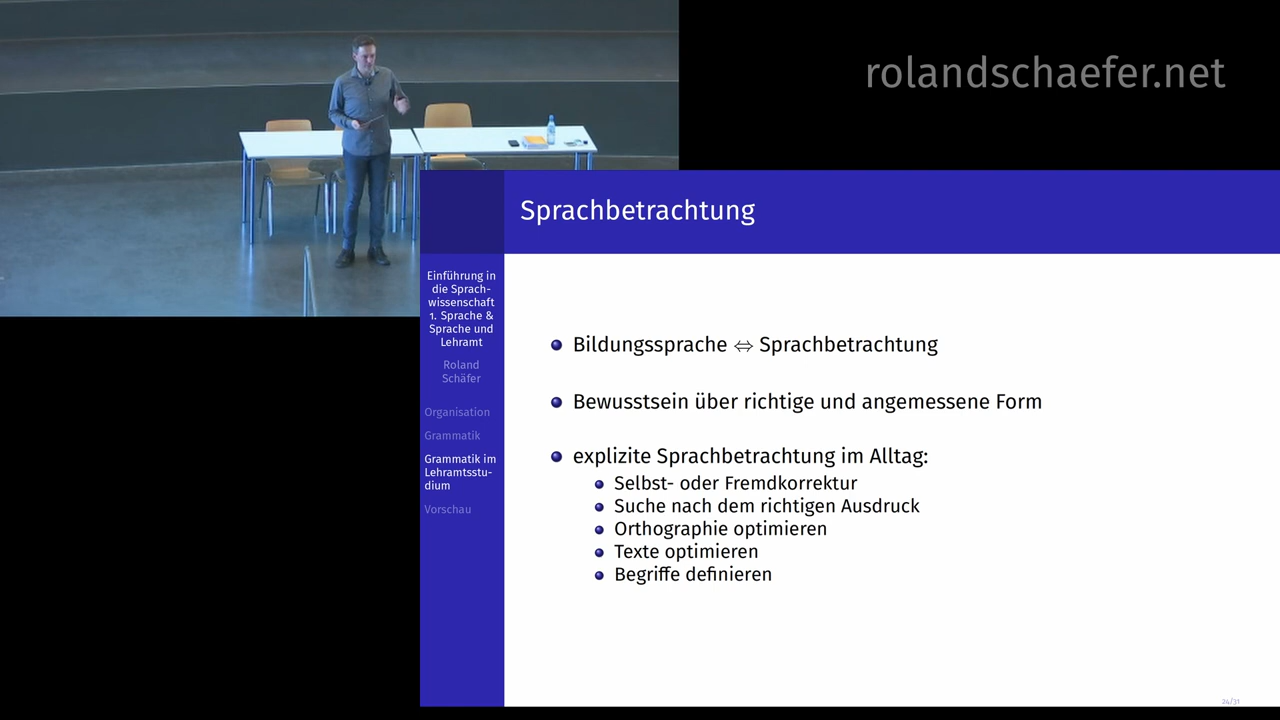 rolandschaefer.net
Sprachbetrachtung
Einführung in
die Sprach-
wissenschaft
1. Sprache &
Sprache und
Lehramt
Roland
Schäfer
Organisation
Grammatik
Grammatik im
Lehramtsstu-
dium
Vorschau
Bildungssprache ⇔ Sprachbetrachtung
Bewusstsein über richtige und angemessene Form
explizite Sprachbetrachtung im Alltag:
Selbst- oder Fremdkorrektur
Suche nach dem richtigen Ausdruck
Orthographie optimieren
Texte optimieren
Begriffe definieren
24/31